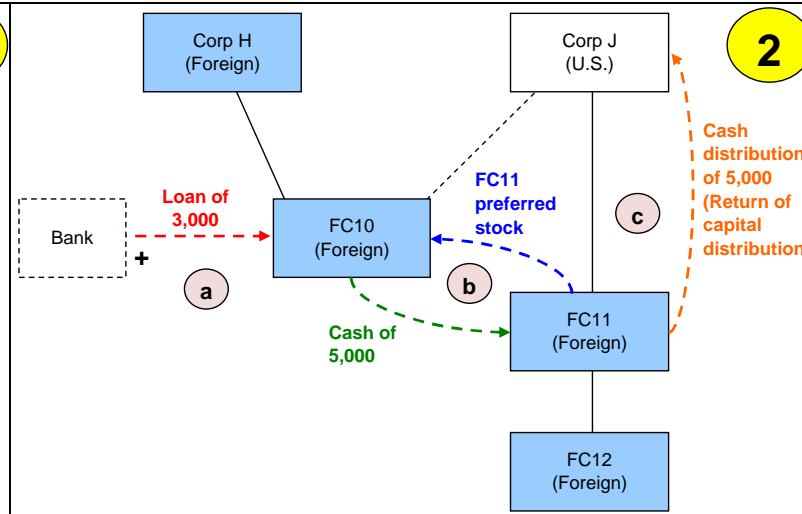 Corp H
(Foreign)
Corp J
(U.S.)
2
Cash
distribution
of 5,000
(Return of
capital
distribution
Loan of
3,000
FC11
preferred
stock
Bank
+
FC10
(Foreign)
c
a
b
Cash of
5,000
FC11
(Foreign)
FC12
(Foreign)